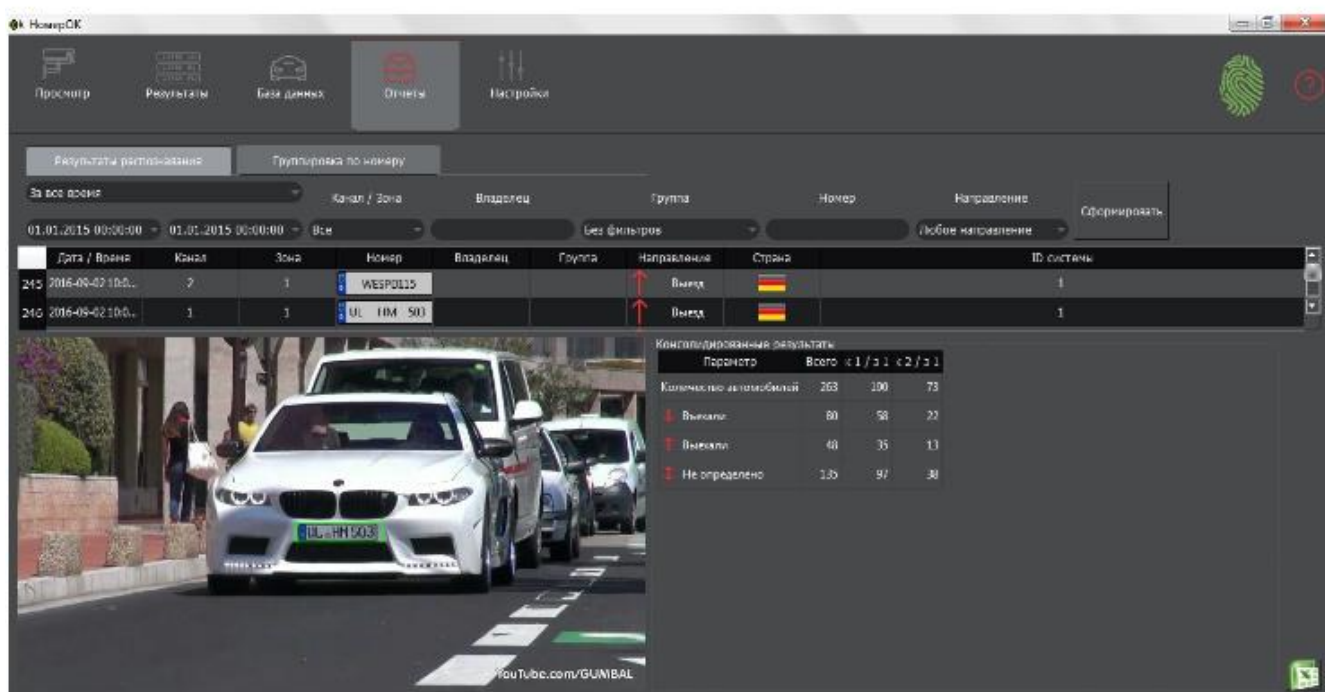 НомерОК
Просмотр Результаты База данных Отчеты Настройки
Результаты распознавания Группировка по номеру
За все время Канал / Зона Владелец Группа Номер Направление Сформировать
01.01.2015 00:00:00 01.01.2015 00:00:00 Все Без фильтров Любое направление
Дата / Время Канал Зона Номер Владелец Группа Направление Страна ID системы
245 2016-09-02 10:0... 2 1 WESPD115 Выезд 1
246 2016-09-02 10:0... 1 1 UL HM 503 Выезд 1
Консолидированные результаты
Параметр Всего к 1 / з 1 к 2 / з 1
Количество автомобилей 263 190 73
80 58 22
48 35 13
Не определено 135 97 38
UL HM 503
YouTube.com/GUMBAL